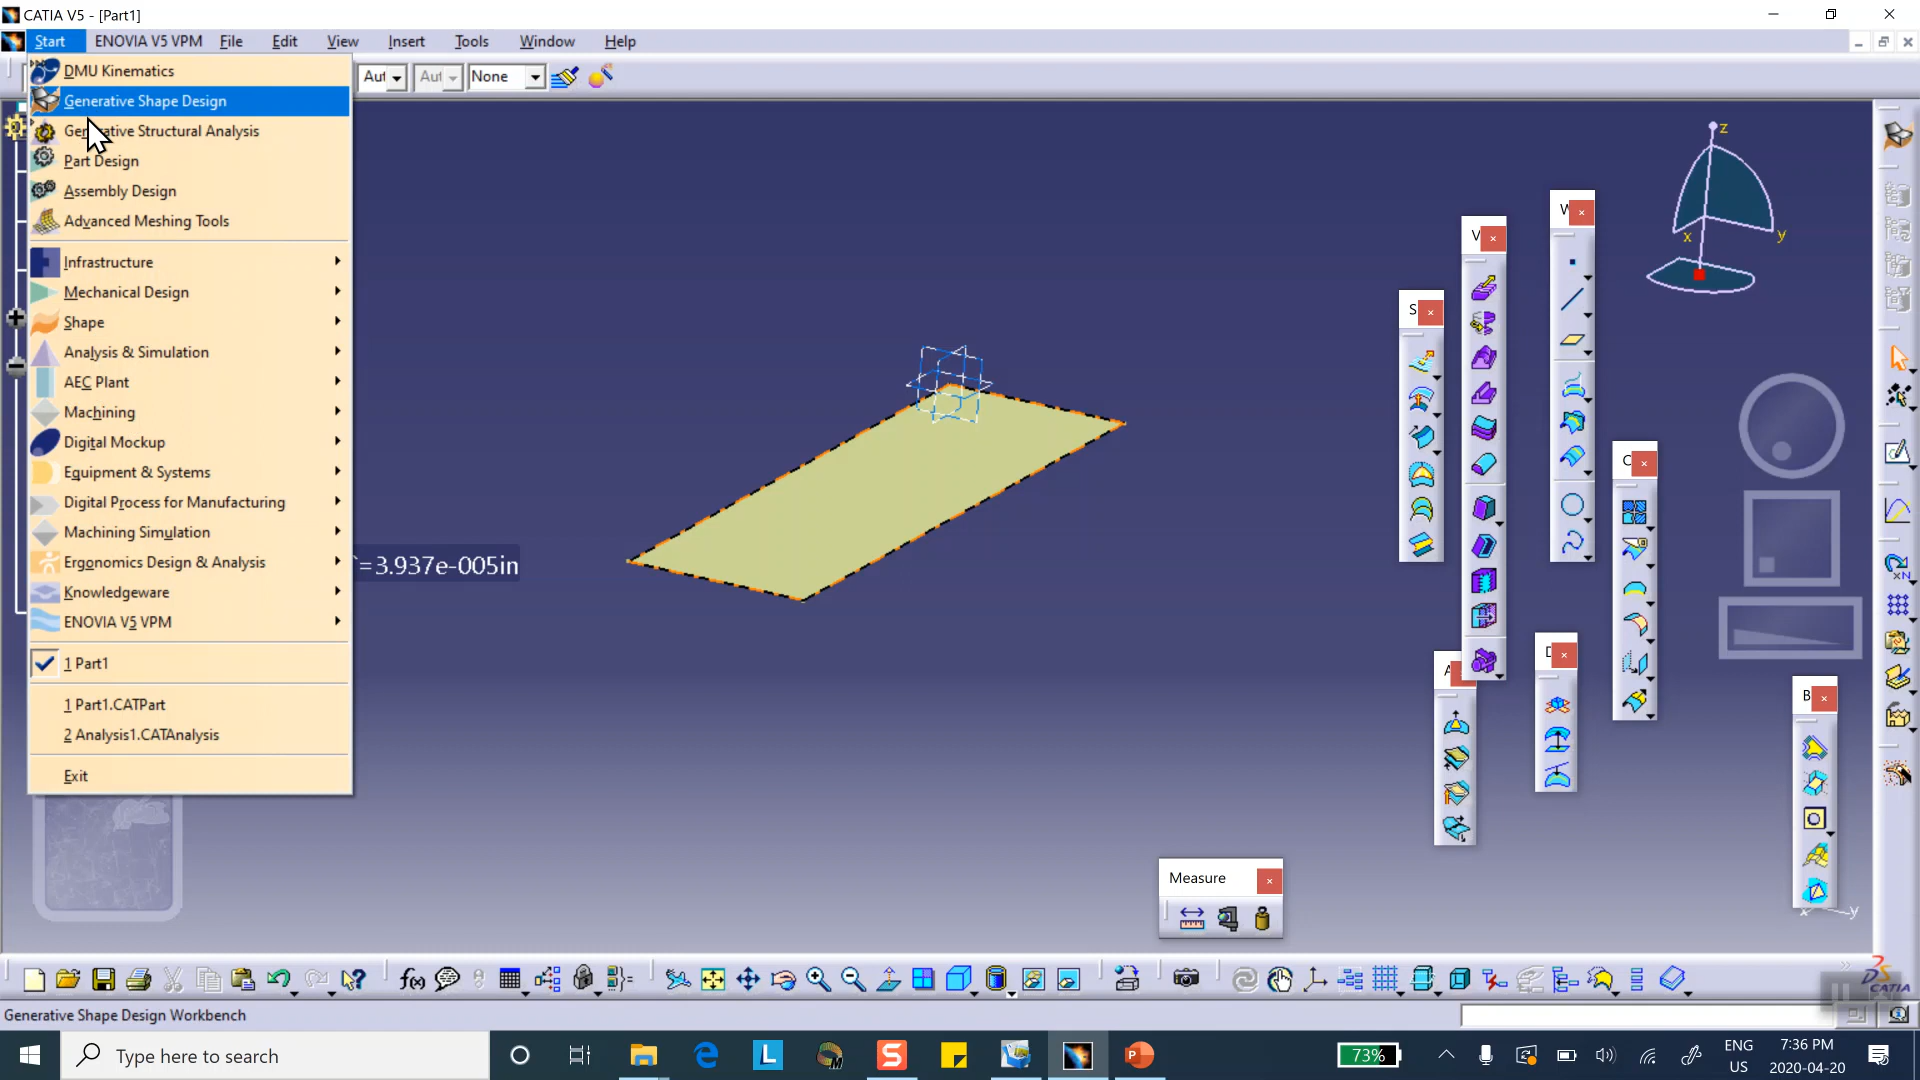 CATIA V5 - [Part1]
Start ENOVIA V5 VPM File Edit View Insert Tools Window Help
DMU Kinematics
Aut Aut None
Generative Shape Design
Generative Structural Analysis
Part Design
Assembly Design
Advanced Meshing Tools
Infrastructure
Mechanical Design
Shape
Analysis & Simulation
AEC Plant
Machining
Digital Mockup
Equipment & Systems
Digital Process for Manufacturing
Machining Simulation
Ergonomics Design & Analysis
Knowledgeware
ENOVIA V5 VPM
1 Part1
1 Part1.CATPart
2 Analysis1.CATAnalysis
Exit
=3.937e-005in
z
x
y
W
V
S
C
D
A
B
Measure
y
f(x)
CATIA
Generative Shape Design Workbench
Type here to search
73%
ENG
US
7:36 PM
2020-04-20